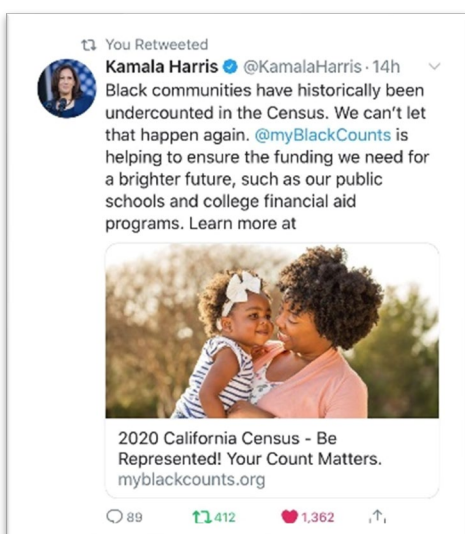 You Retweeted
Kamala Harris @KamalaHarris · 14h
Black communities have historically been
undercounted in the Census. We can't let
that happen again. @myBlackCounts is
helping to ensure the funding we need for
a brighter future, such as our public
schools and college financial aid
programs. Learn more at
2020 California Census - Be
Represented! Your Count Matters.
myblackcounts.org
89 412 1,362